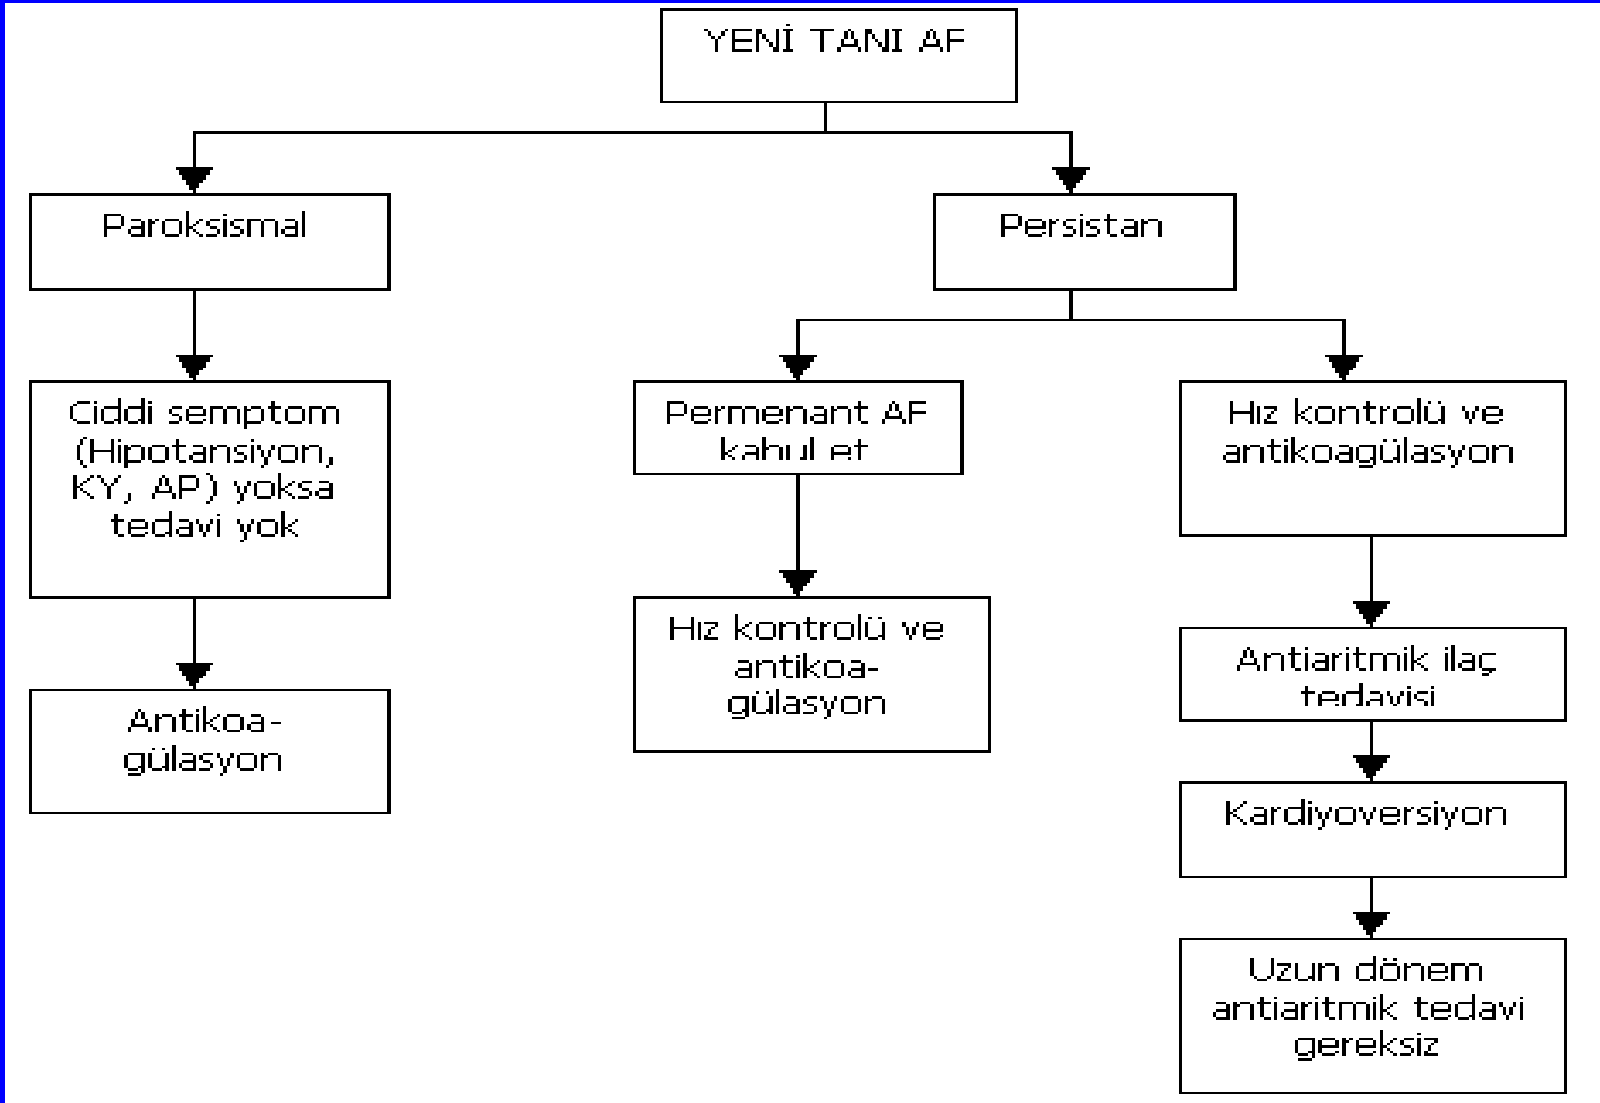 YENİ TANI AF
Paroksismal
Persistan
Ciddi semptom
(Hipotansiyon,
KY, AP) yoksa
tedavi yok
Permenant AF
kabul et
Hız kontrolü ve
antikoagülasyon
Hız kontrolü ve
antikoa-
gülasyon
Antiaritmik ilaç
tedavisi
Antikoa-
gülasyon
Kardiyoversiyon
Uzun dönem
antiaritmik tedavi
gereksiz